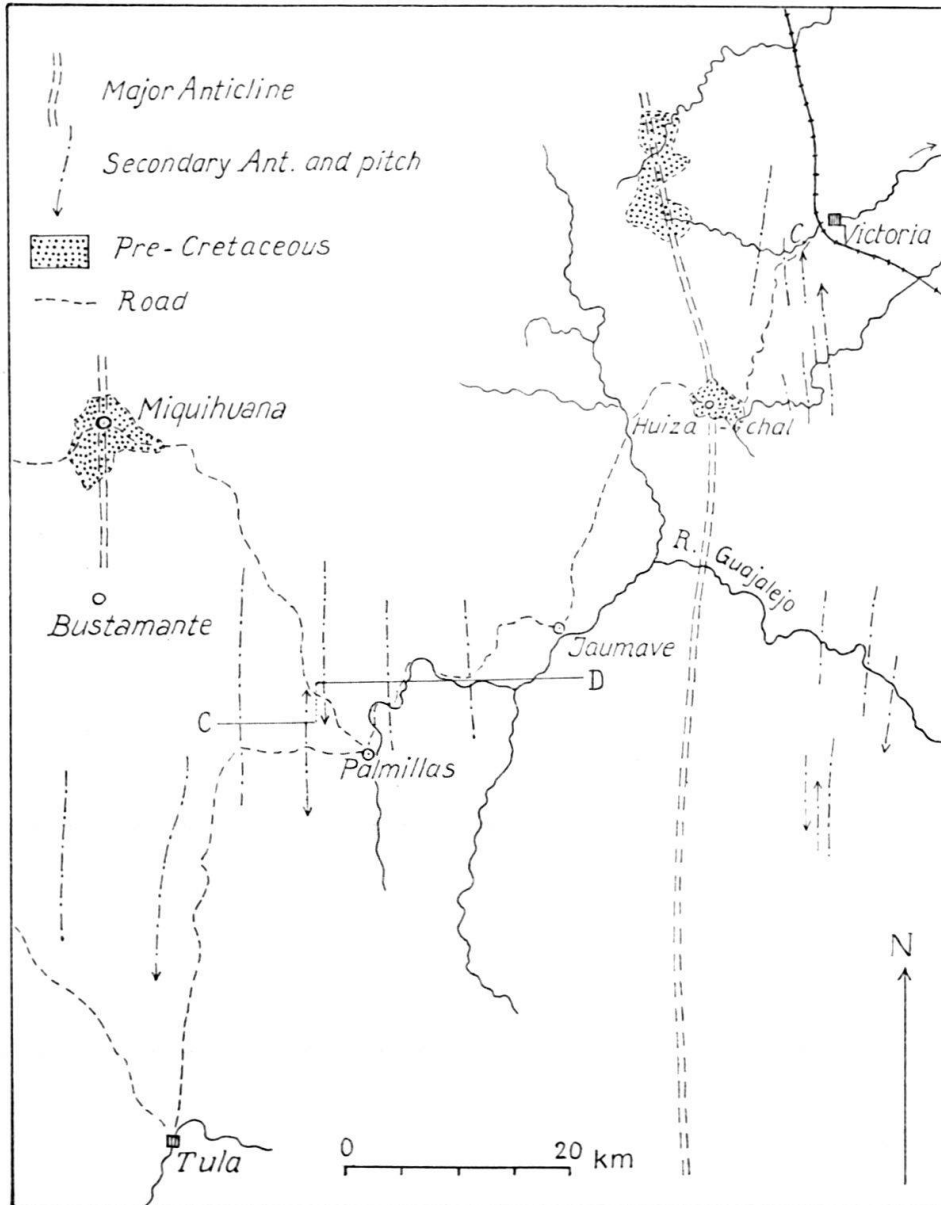 Major Anticline
Secondary Ant. and pitch
Pre-Cretaceous
Road
C
Victoria
Miquihuana
Huiza-chal
R. Guajalejo
Bustamante
Jaumave
D
C
Palmillas
N
0 20 km
Tula